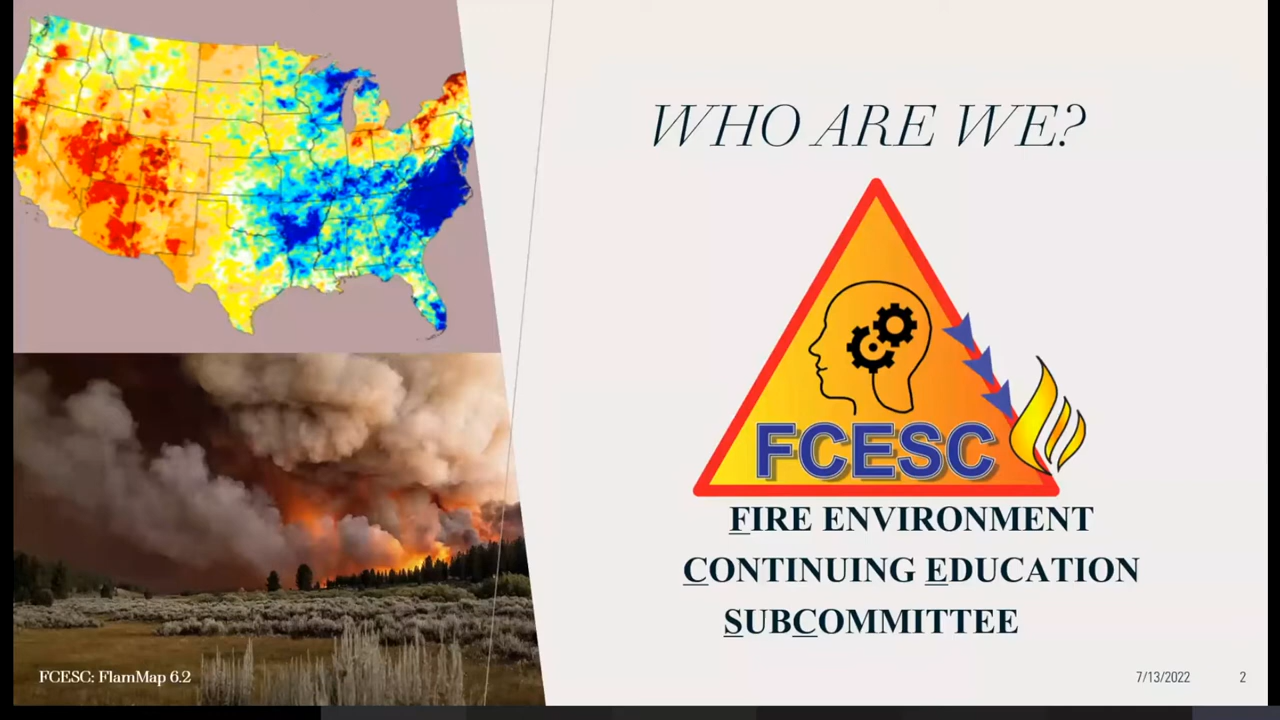 WHO ARE WE?
FCESC
FIRE ENVIRONMENT
CONTINUING EDUCATION
SUBCOMMITTEE
FCESC: FlamMap 6.2
7/13/2022
2